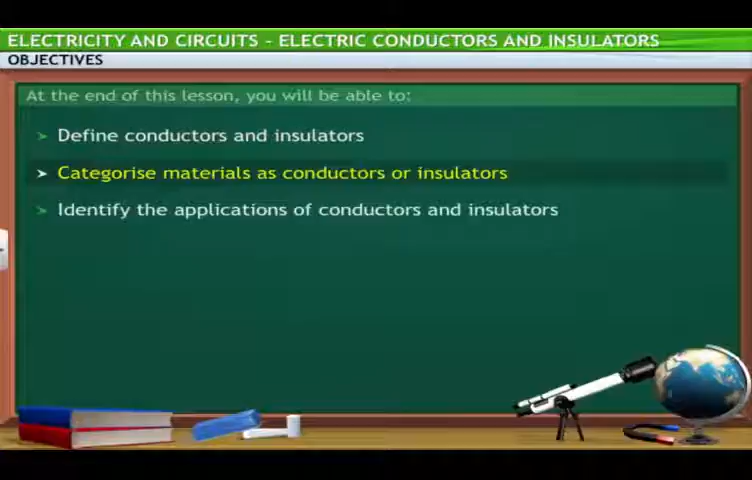 ELECTRICITY AND CIRCUITS - ELECTRIC CONDUCTORS AND INSULATORS
OBJECTIVES
At the end of this lesson, you will be able to:
Define conductors and insulators
Categorise materials as conductors or insulators
Identify the applications of conductors and insulators